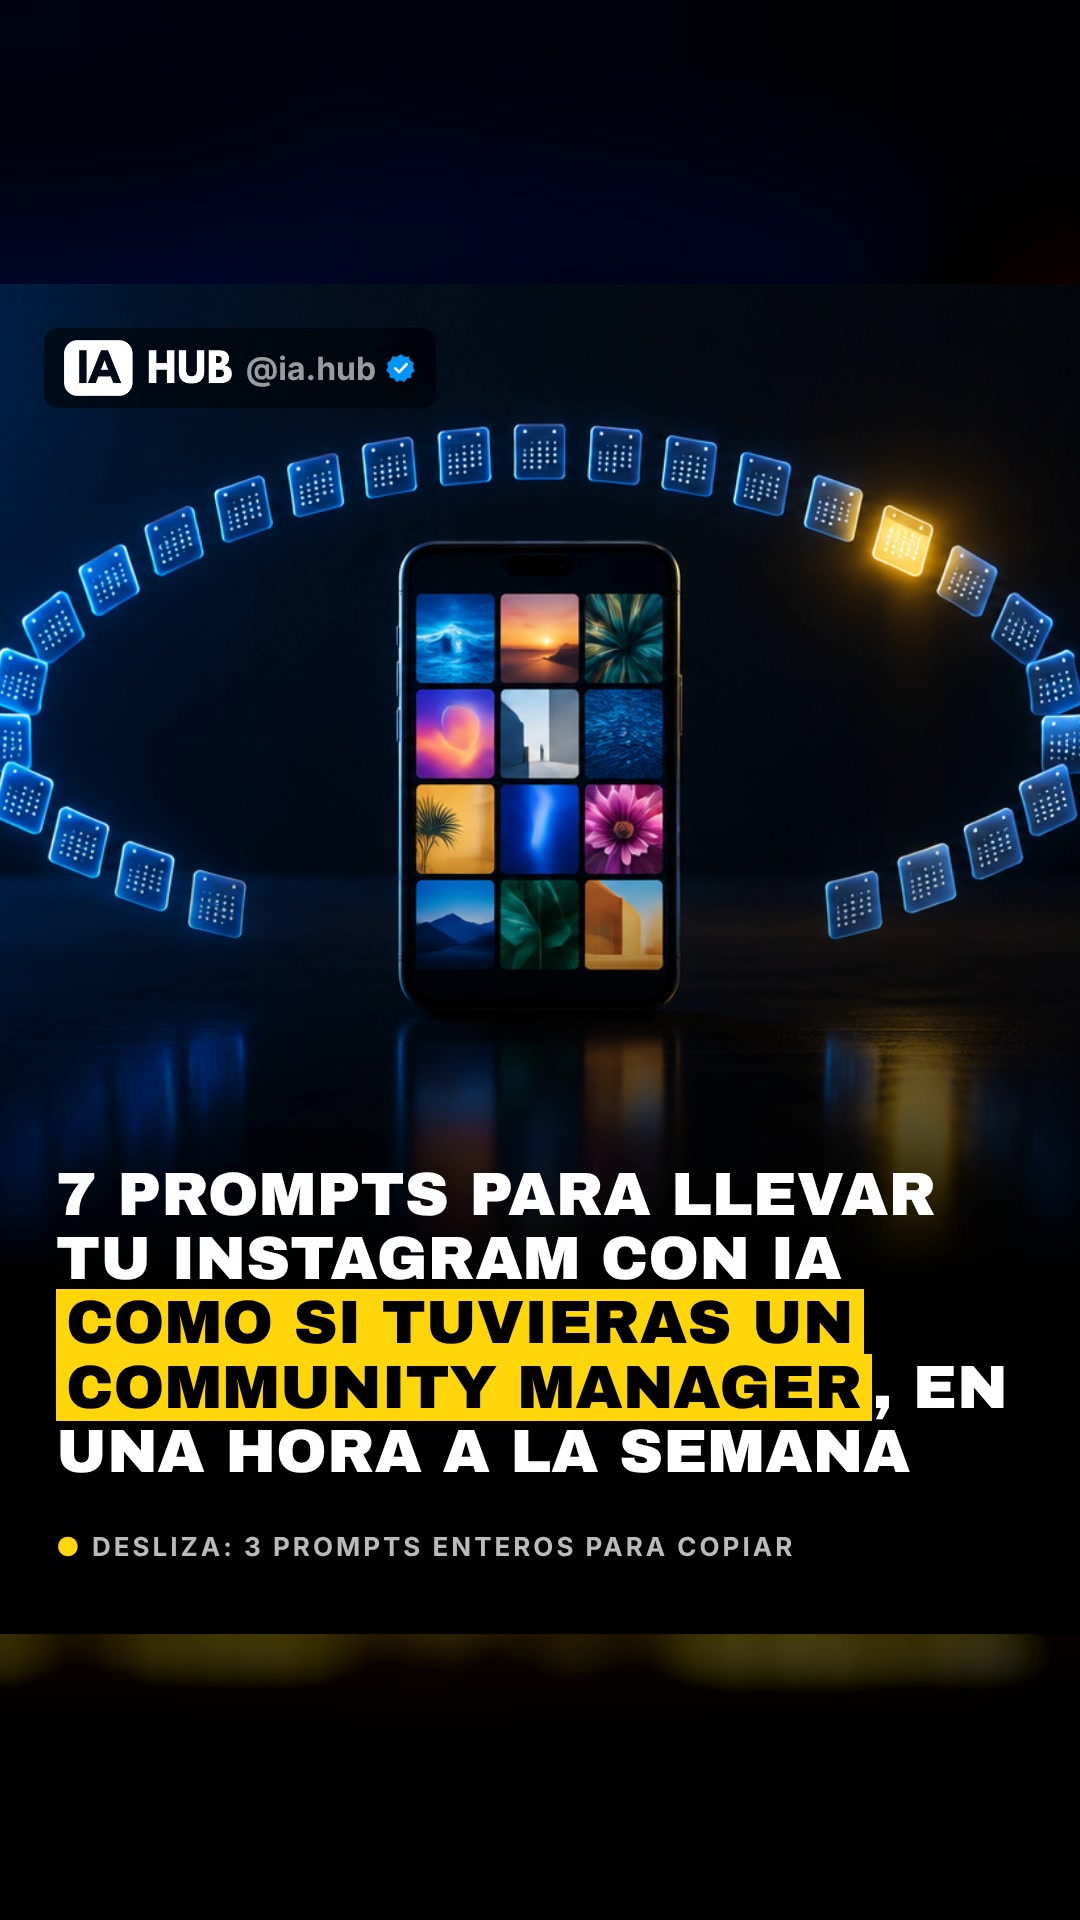 IA HUB @ia.hub
7 PROMPTS PARA LLEVAR
TU INSTAGRAM CON IA
COMO SI TUVIERAS UN
COMMUNITY MANAGER, EN
UNA HORA A LA SEMANA
DESLIZA: 3 PROMPTS ENTEROS PARA COPIAR